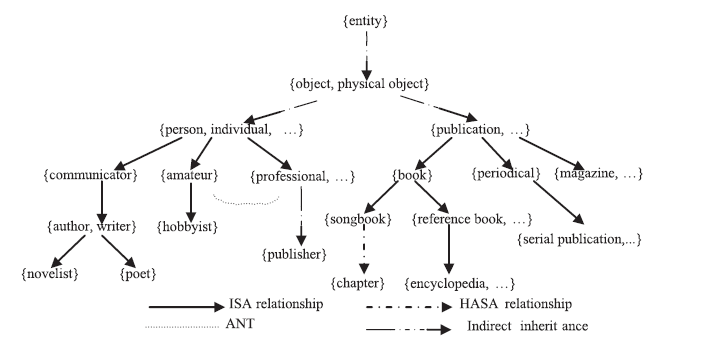 {entity}
{object, physical object}
{person, individual, …}
{publication, …}
{communicator}
{amateur}
{professional, …}
{book}
{periodical}
{magazine, …}
{author, writer}
{hobbyist}
{publisher}
{songbook}
{reference book, …}
{serial publication,...}
{novelist}
{poet}
{chapter}
{encyclopedia, …}
ISA relationship
HASA relationship
ANT
Indirect inherit ance